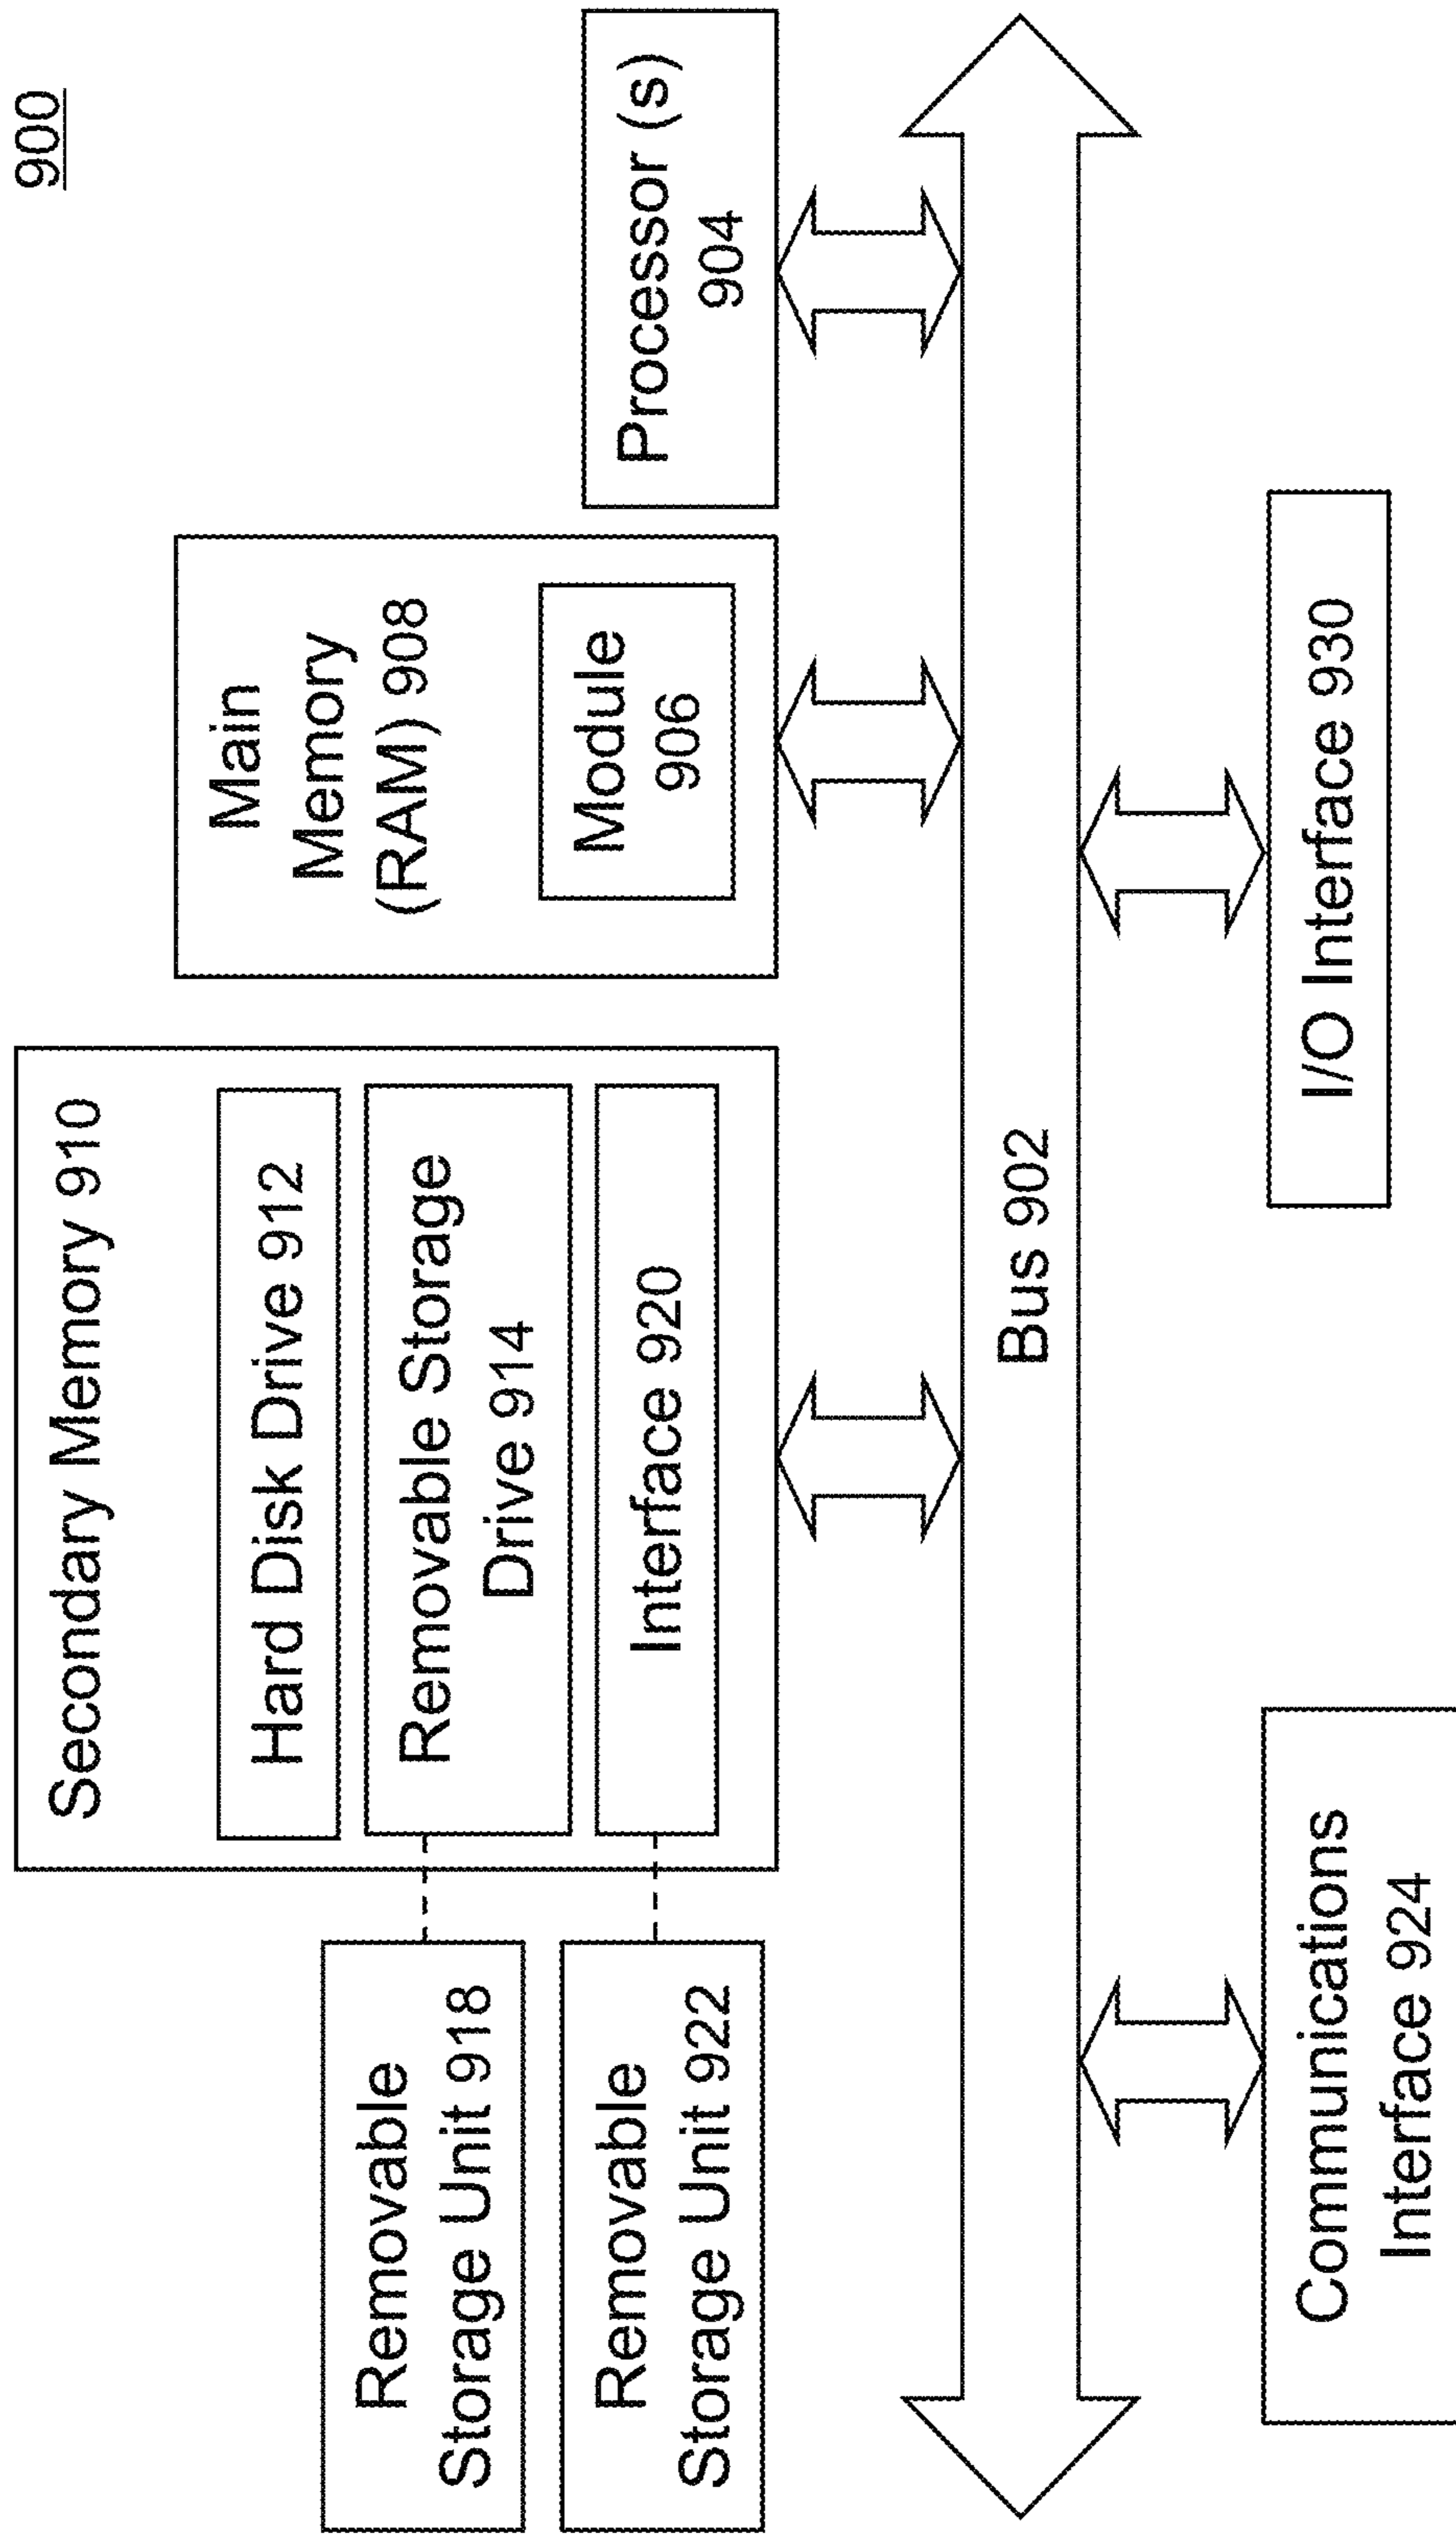 900
Removable
Storage Unit 918
Removable
Storage Unit 922
Secondary Memory 910
Hard Disk Drive 912
Removable Storage
Drive 914
Interface 920
Main
Memory
(RAM) 908
Module
906
Processor (s)
904
Bus 902
Communications
Interface 924
I/O Interface 930